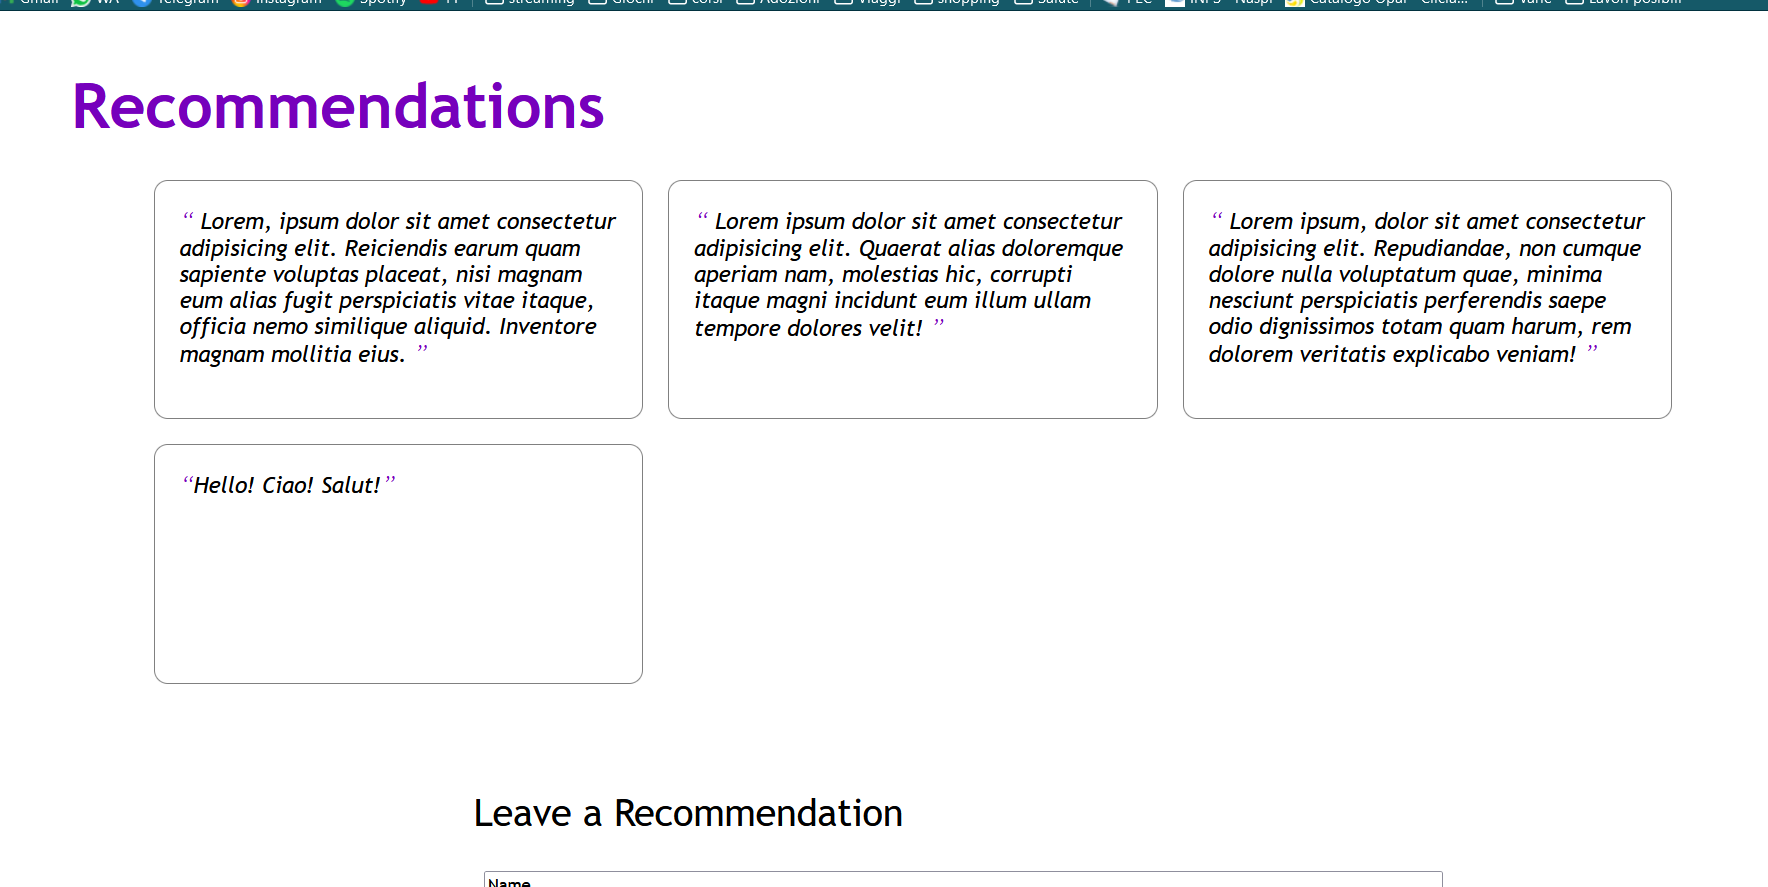 Gmail WA Telegram Instagram Spotify YT streaming Giochi corsi Adozioni viaggi shopping Salute PEC INPS - Naspi Catalogo Opal - Clicla... varie Lavori posibili
Recommendations
“ Lorem, ipsum dolor sit amet consectetur
adipisicing elit. Reiciendis earum quam
sapiente voluptas placeat, nisi magnam
eum alias fugit perspiciatis vitae itaque,
officia nemo similique aliquid. Inventore
magnam mollitia eius. ”
“ Lorem ipsum dolor sit amet consectetur
adipisicing elit. Quaerat alias doloremque
aperiam nam, molestias hic, corrupti
itaque magni incidunt eum illum ullam
tempore dolores velit! ”
“ Lorem ipsum, dolor sit amet consectetur
adipisicing elit. Repudiandae, non cumque
dolore nulla voluptatum quae, minima
nesciunt perspiciatis perferendis saepe
odio dignissimos totam quam harum, rem
dolorem veritatis explicabo veniam! ”
“Hello! Ciao! Salut!”
Leave a Recommendation
Name